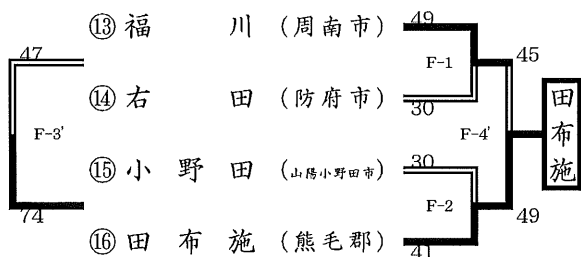 ⑬ 福川 (周南市) 49
47 F-1 45
⑭ 右田 (防府市) 30
F-3' F-4' 田布施
⑮ 小野田 (山陽小野田市) 30
74 F-2 49
⑯ 田布施 (熊毛郡) 41